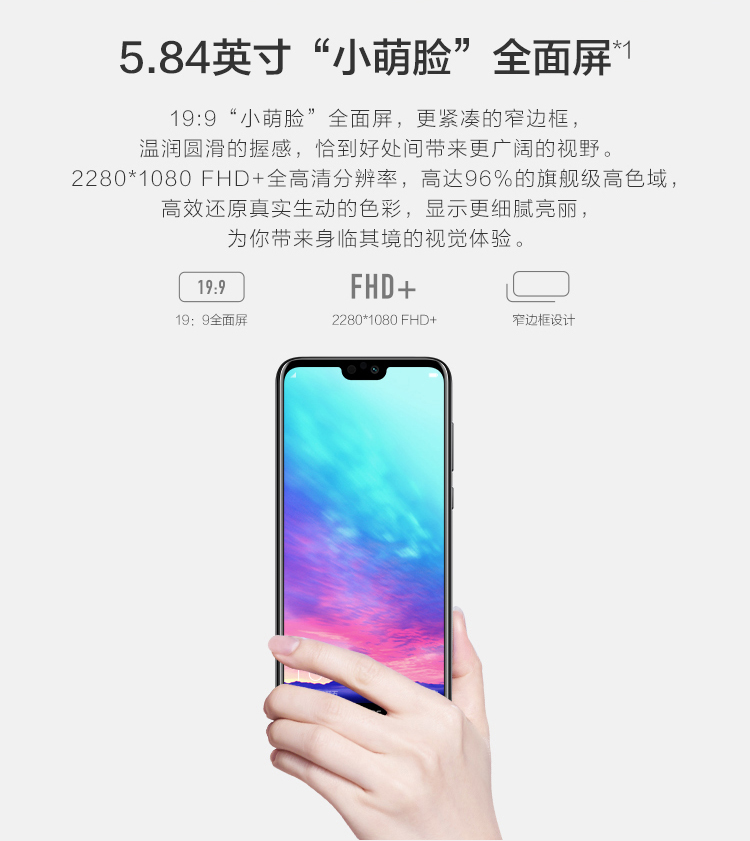 5.84英寸“小萌脸”全面屏*1
19:9“小萌脸”全面屏，更紧凑的窄边框，
温润圆滑的握感，恰到好处间带来更广阔的视野。
2280*1080 FHD+全高清分辨率，高达96%的旗舰级高色域，
高效还原真实生动的色彩，显示更细腻亮丽，
为你带来身临其境的视觉体验。
19:9
FHD+
19：9全面屏
2280*1080 FHD+
窄边框设计